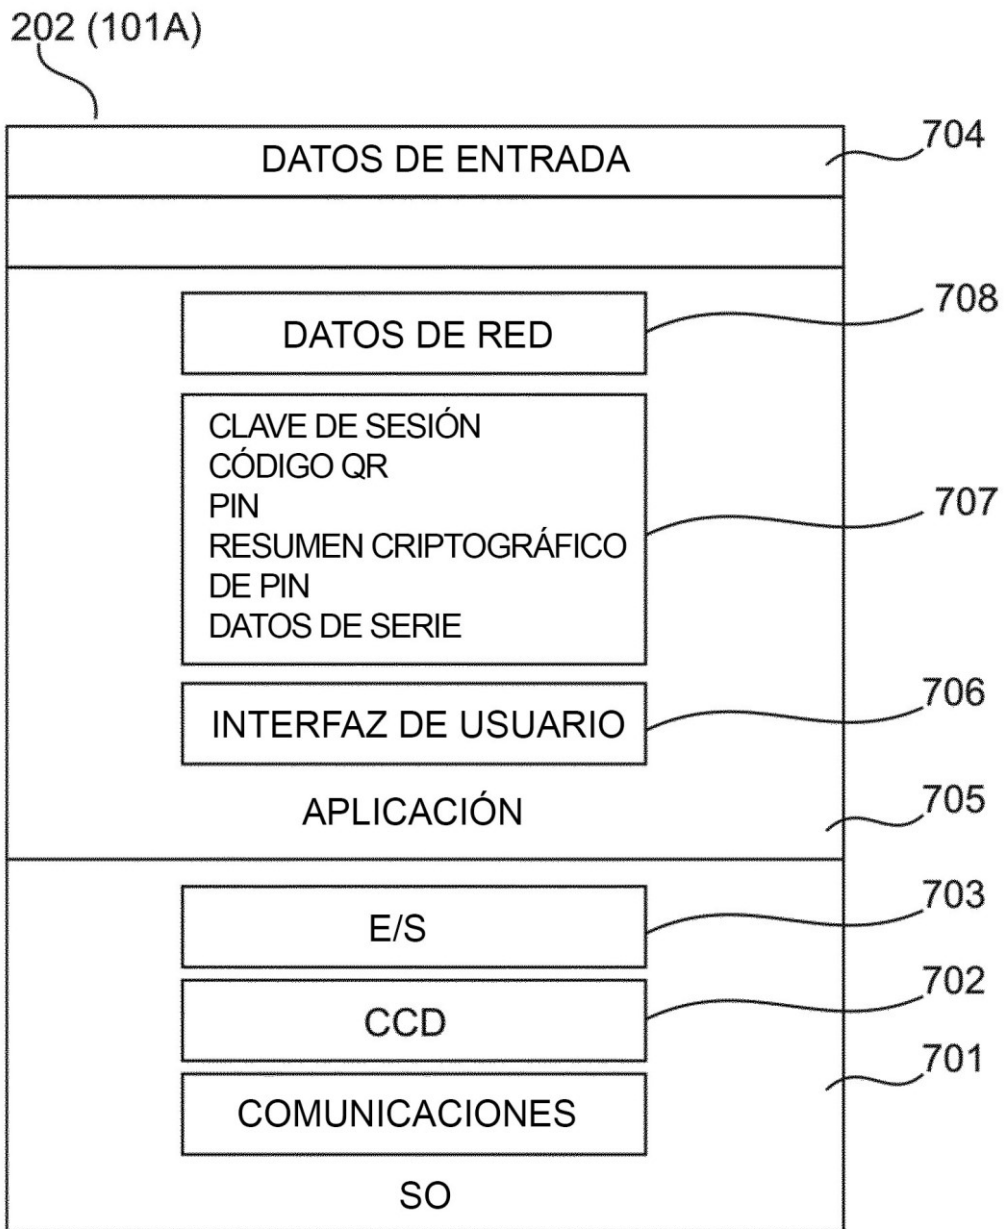 202 (101A)
DATOS DE ENTRADA
704
DATOS DE RED
708
CLAVE DE SESIÓN
CÓDIGO QR
PIN
RESUMEN CRIPTOGRÁFICO
DE PIN
DATOS DE SERIE
707
INTERFAZ DE USUARIO
706
APLICACIÓN
705
E/S
703
CCD
702
COMUNICACIONES
701
SO